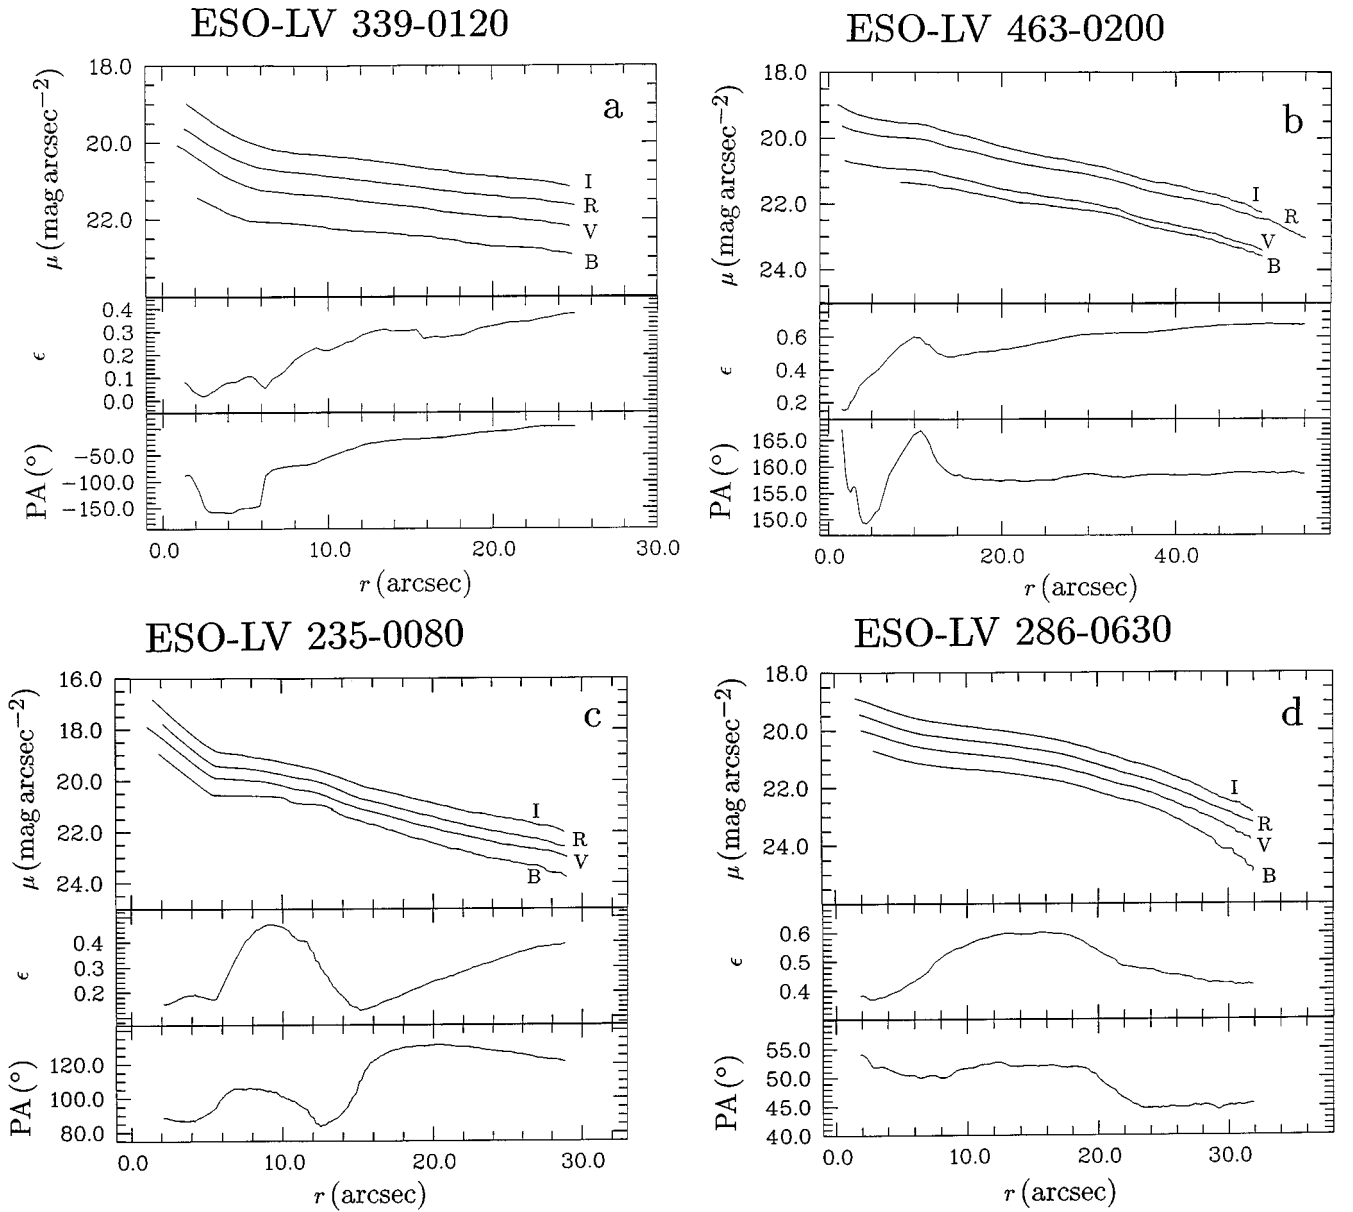 ESO-LV 339-0120
18.0
20.0
22.0
μ (mag arcsec−2)
a
I
R
V
B
0.4
0.3
0.2
0.1
0.0
ϵ
−50.0
−100.0
−150.0
PA (°)
0.0 10.0 20.0 30.0
r (arcsec)
ESO-LV 463-0200
18.0
20.0
22.0
24.0
μ (mag arcsec−2)
b
I
R
V
B
0.6
0.4
0.2
ϵ
165.0
160.0
155.0
150.0
PA (°)
0.0 20.0 40.0
r (arcsec)
ESO-LV 235-0080
16.0
18.0
20.0
22.0
24.0
μ (mag arcsec−2)
c
I
R
V
B
0.4
0.3
0.2
ϵ
120.0
100.0
80.0
PA (°)
0.0 10.0 20.0 30.0
r (arcsec)
ESO-LV 286-0630
18.0
20.0
22.0
24.0
μ (mag arcsec−2)
d
I
R
V
B
0.6
0.5
0.4
ϵ
55.0
50.0
45.0
40.0
PA (°)
0.0 10.0 20.0 30.0
r (arcsec)